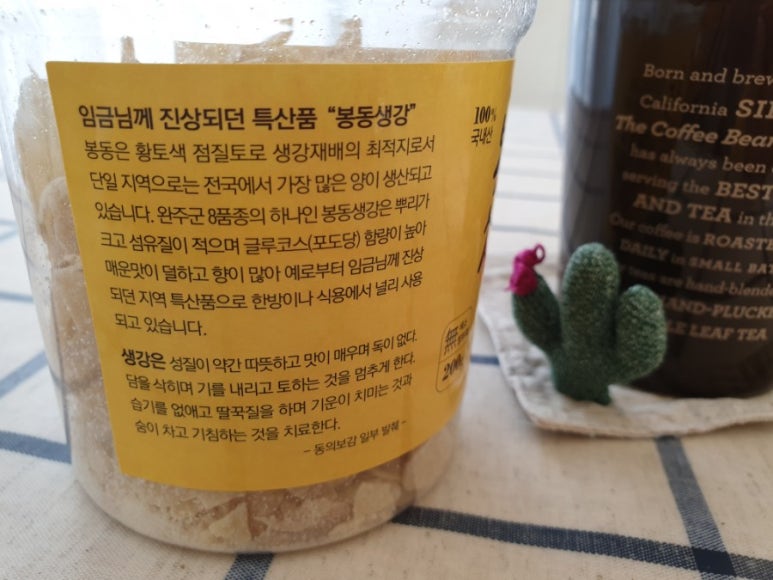 임금님께 진상되던 특산품 “봉동생강”
봉동은 황토색 점질토로 생강재배의 최적지로서
단일 지역으로는 전국에서 가장 많은 양이 생산되고
있습니다. 완주군 8품종의 하나인 봉동생강은 뿌리가
크고 섬유질이 적으며 글루코스(포도당) 함량이 높아
매운맛이 덜하고 향이 많아 예로부터 임금님께 진상
되던 지역 특산품으로 한방이나 식용에서 널리 사용
되고 있습니다.
생강은 성질이 약간 따뜻하고 맛이 매우며 독이 없다.
담을 삭히며 기를 내리고 토하는 것을 멈추게 한다.
습기를 없애고 딸꾹질을 하며 기운이 치미는 것과
숨이 차고 기침하는 것을 치료한다.
- 동의보감 일부 발췌 -
100%
국내산
200g
Born and brew
California SIN
The Coffee Bean
has always been
serving the BEST
AND TEA in th
Our coffee is ROASTE
DAILY in SMALL BAT
teas are hand-blende
HAND-PLUCKE
LE LEAF TEA